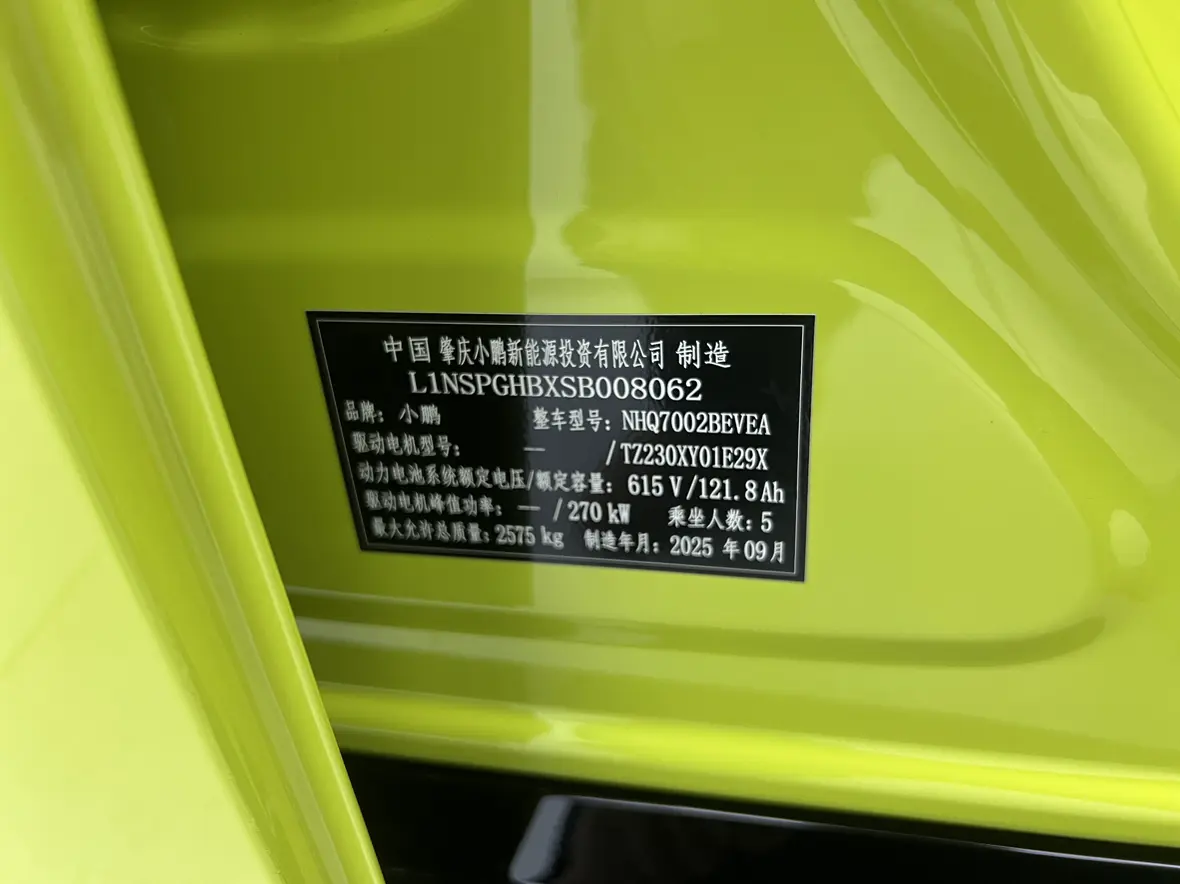 中国 肇庆小鹏新能源投资有限公司 制造
L1NSPGHBXSB008062
品牌：小鹏 整车型号：NHQ7002BEVEA
驱动电机型号： — /TZ230XY01E29X
动力电池系统额定电压/额定容量：615 V/121.8Ah
驱动电机峰值功率：— /270 kW 乘坐人数：5
最大允许总质量：2575 kg 制造年月：2025 年09月